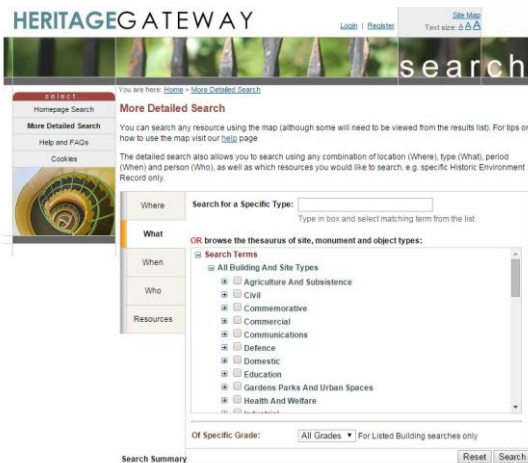 HERITAGEGATEWAY
Login | Register
Site Map
Text size: A A A
search
select...
Homepage Search
More Detailed Search
Help and FAQs
Cookies
You are here: Home > More Detailed Search
More Detailed Search
You can search any resource using the map (although some will need to be viewed from the results list). For tips on
how to use the map visit our help page
The detailed search also allows you to search using any combination of location (Where), type (What), period
(When) and person (Who), as well as which resources you would like to search. e.g. specific Historic Environment
Record only.
Where
What
When
Who
Resources
Search for a Specific Type:
Type in box and select matching term from the list
OR browse the thesaurus of site, monument and object types:
Search Terms
All Building And Site Types
Agriculture And Subsistence
Civil
Commemorative
Commercial
Communications
Defence
Domestic
Education
Gardens Parks And Urban Spaces
Health And Welfare
Industrial
Of Specific Grade:
All Grades
For Listed Building searches only
Search Summary
Reset
Search